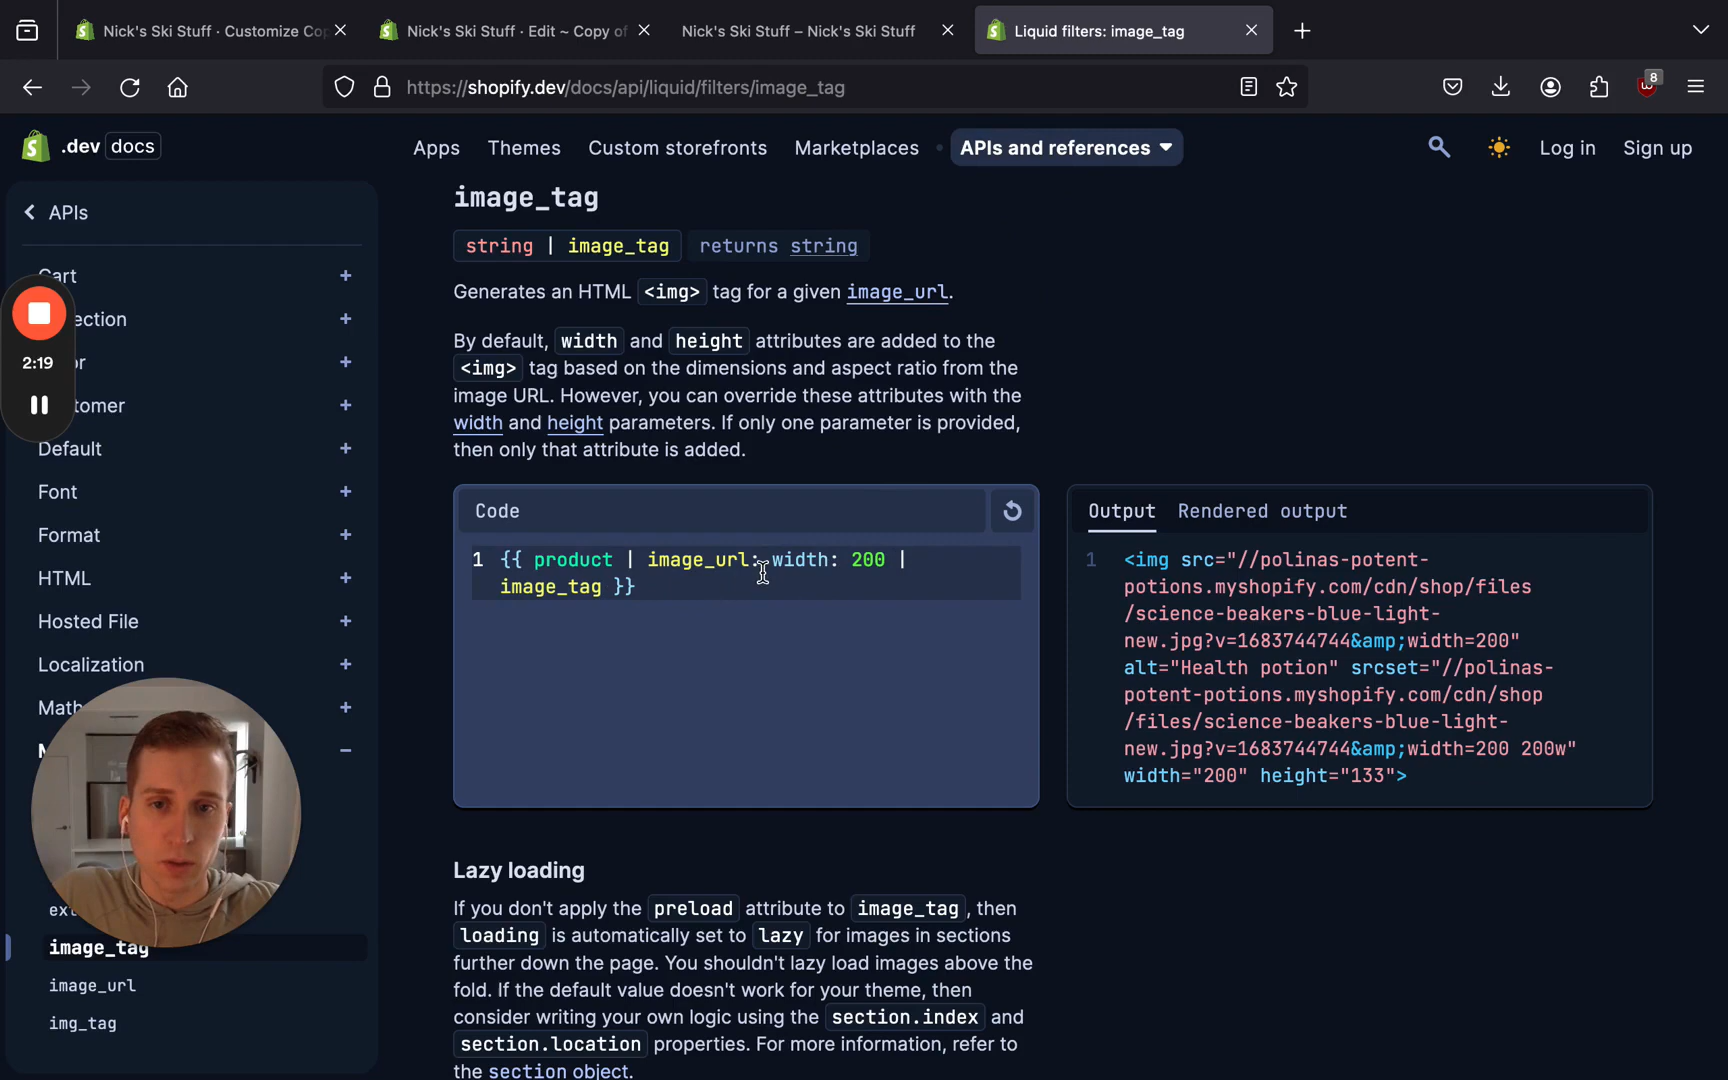 Nick's Ski Stuff · Customize Cop
Nick's Ski Stuff · Edit ~ Copy of
Nick's Ski Stuff – Nick's Ski Stuff
Liquid filters: image_tag
https://shopify.dev/docs/api/liquid/filters/image_tag
8
.dev docs
Apps
Themes
Custom storefronts
Marketplaces
APIs and references
Log in
Sign up
APIs
Cart
ection
or
tomer
Default
Font
Format
HTML
Hosted File
Localization
Math
M
ext
image_tag
image_url
img_tag
2:19
image_tag
string | image_tag returns string
Generates an HTML <img> tag for a given image_url.
By default, width and height attributes are added to the
<img> tag based on the dimensions and aspect ratio from the
image URL. However, you can override these attributes with the
width and height parameters. If only one parameter is provided,
then only that attribute is added.
Code
1 {{ product | image_url: width: 200 |
image_tag }}
Output Rendered output
1 <img src="//polinas-potent-
potions.myshopify.com/cdn/shop/files
/science-beakers-blue-light-
new.jpg?v=1683744744&amp;width=200"
alt="Health potion" srcset="//polinas-
potent-potions.myshopify.com/cdn/shop
/files/science-beakers-blue-light-
new.jpg?v=1683744744&amp;width=200 200w"
width="200" height="133">
Lazy loading
If you don't apply the preload attribute to image_tag, then
loading is automatically set to lazy for images in sections
further down the page. You shouldn't lazy load images above the
fold. If the default value doesn't work for your theme, then
consider writing your own logic using the section.index and
section.location properties. For more information, refer to
the section object.